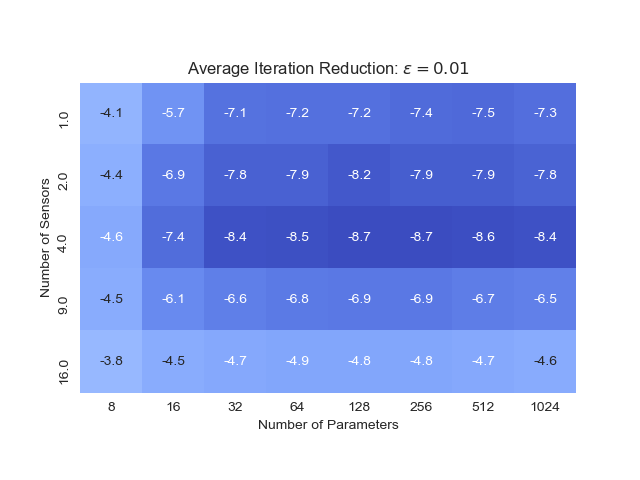 Average Iteration Reduction: ε = 0.01
Number of Sensors
1.0 -4.1 -5.7 -7.1 -7.2 -7.2 -7.4 -7.5 -7.3
2.0 -4.4 -6.9 -7.8 -7.9 -8.2 -7.9 -7.9 -7.8
4.0 -4.6 -7.4 -8.4 -8.5 -8.7 -8.7 -8.6 -8.4
9.0 -4.5 -6.1 -6.6 -6.8 -6.9 -6.9 -6.7 -6.5
16.0 -3.8 -4.5 -4.7 -4.9 -4.8 -4.8 -4.7 -4.6
8 16 32 64 128 256 512 1024
Number of Parameters